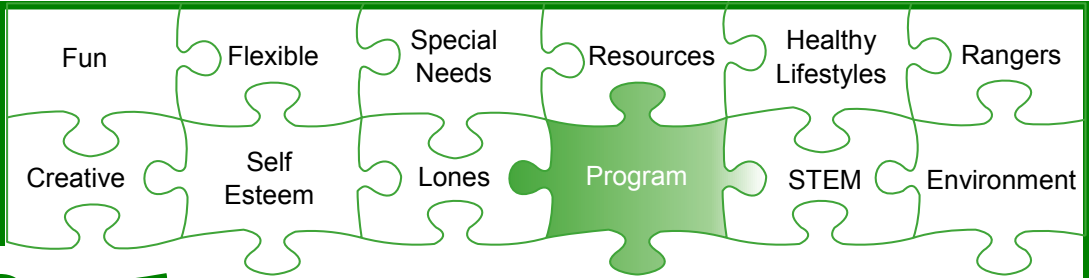 Fun
Flexible
Special
Needs
Resources
Healthy
Lifestyles
Rangers
Creative
Self
Esteem
Lones
Program
STEM
Environment